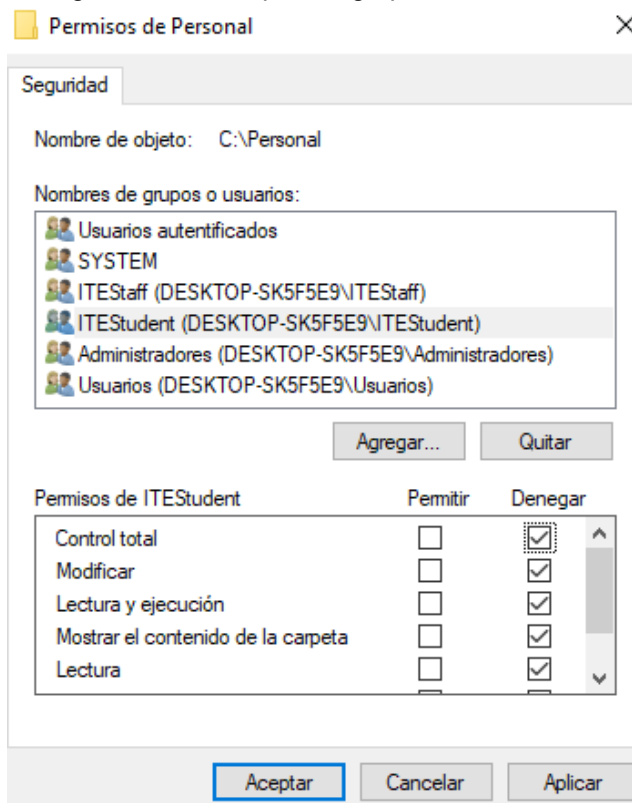 Permisos de Personal
Seguridad
Nombre de objeto: C:\Personal
Nombres de grupos o usuarios:
Usuarios autentificados
SYSTEM
ITEStaff (DESKTOP-SK5F5E9\ITEStaff)
ITEStudent (DESKTOP-SK5F5E9\ITEStudent)
Administradores (DESKTOP-SK5F5E9\Administradores)
Usuarios (DESKTOP-SK5F5E9\Usuarios)
Agregar... Quitar
Permisos de ITEStudent Permitir Denegar
Control total
Modificar
Lectura y ejecución
Mostrar el contenido de la carpeta
Lectura
Aceptar Cancelar Aplicar